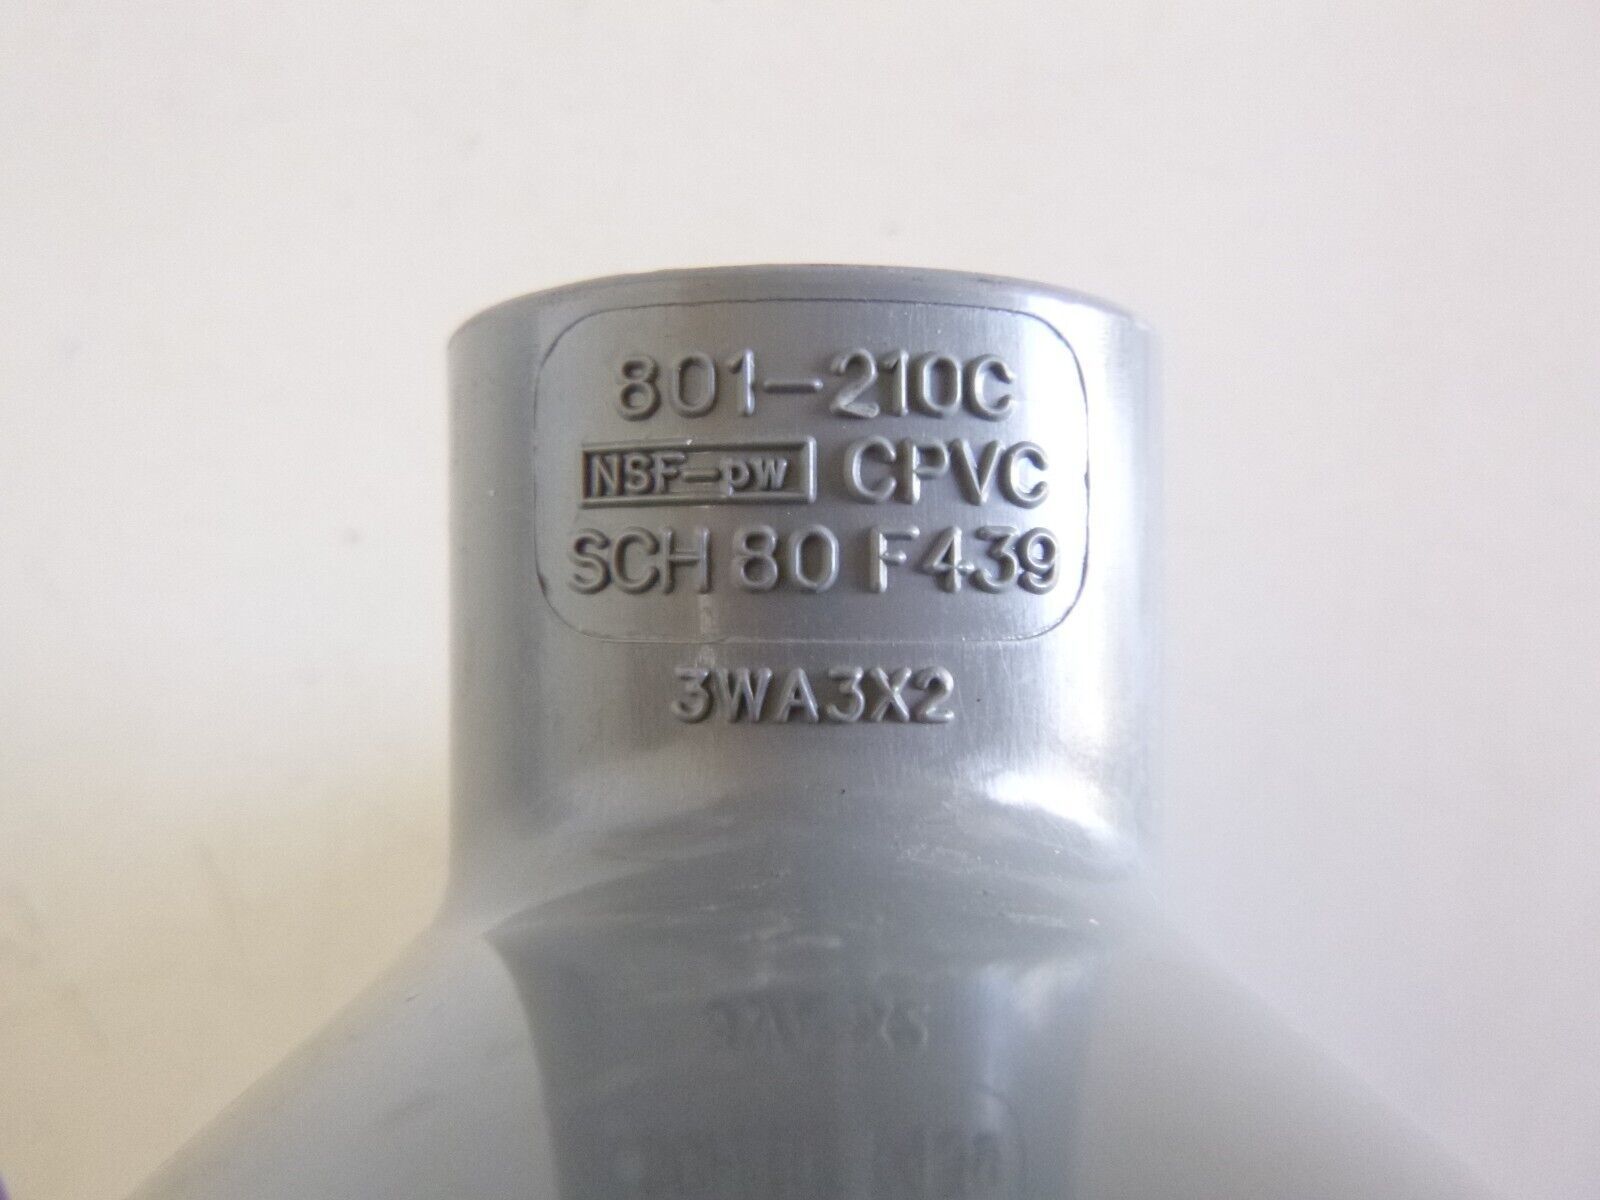 801-210C
NSF-pw CPVC
SCH 80 F439
3WA3X2